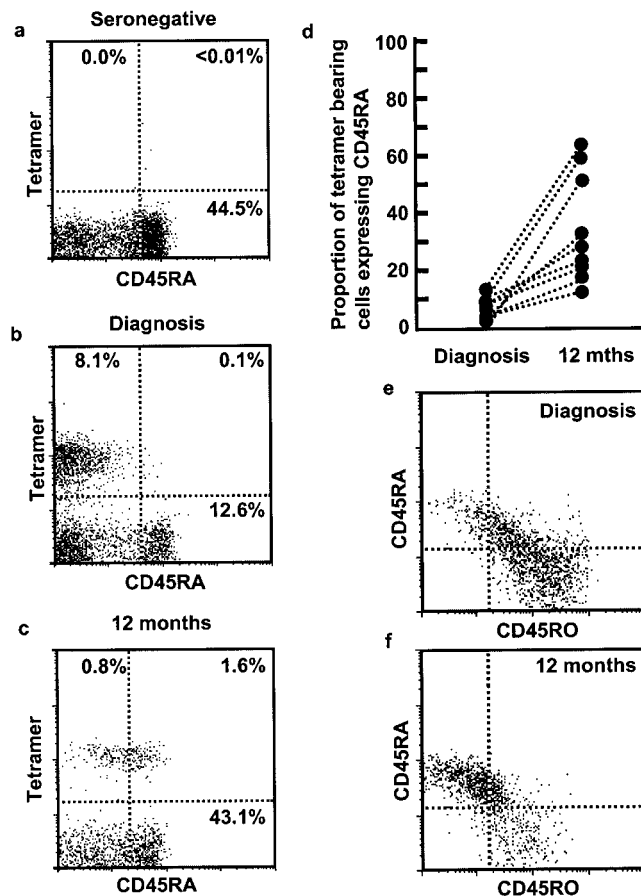 a
Seronegative
0.0%
<0.01%
44.5%
Tetramer
CD45RA
b
Diagnosis
8.1%
0.1%
12.6%
Tetramer
CD45RA
c
12 months
0.8%
1.6%
43.1%
Tetramer
CD45RA
d
Proportion of tetramer bearing
cells expressing CD45RA
100
80
60
40
20
0
Diagnosis
12 mths
e
Diagnosis
CD45RA
CD45RO
f
12 months
CD45RA
CD45RO